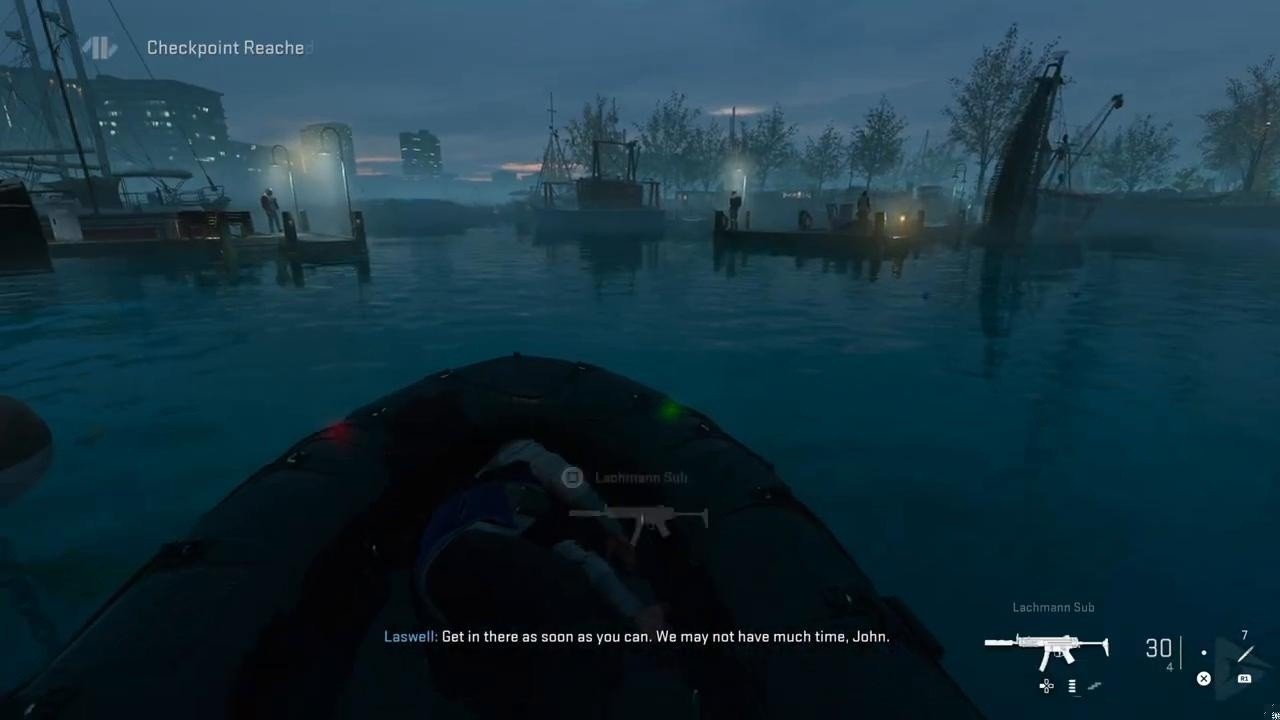 Checkpoint Reached
Lachmann Sub
Laswell: Get in there as soon as you can. We may not have much time, John.
Lachmann Sub
30
4
7
R1